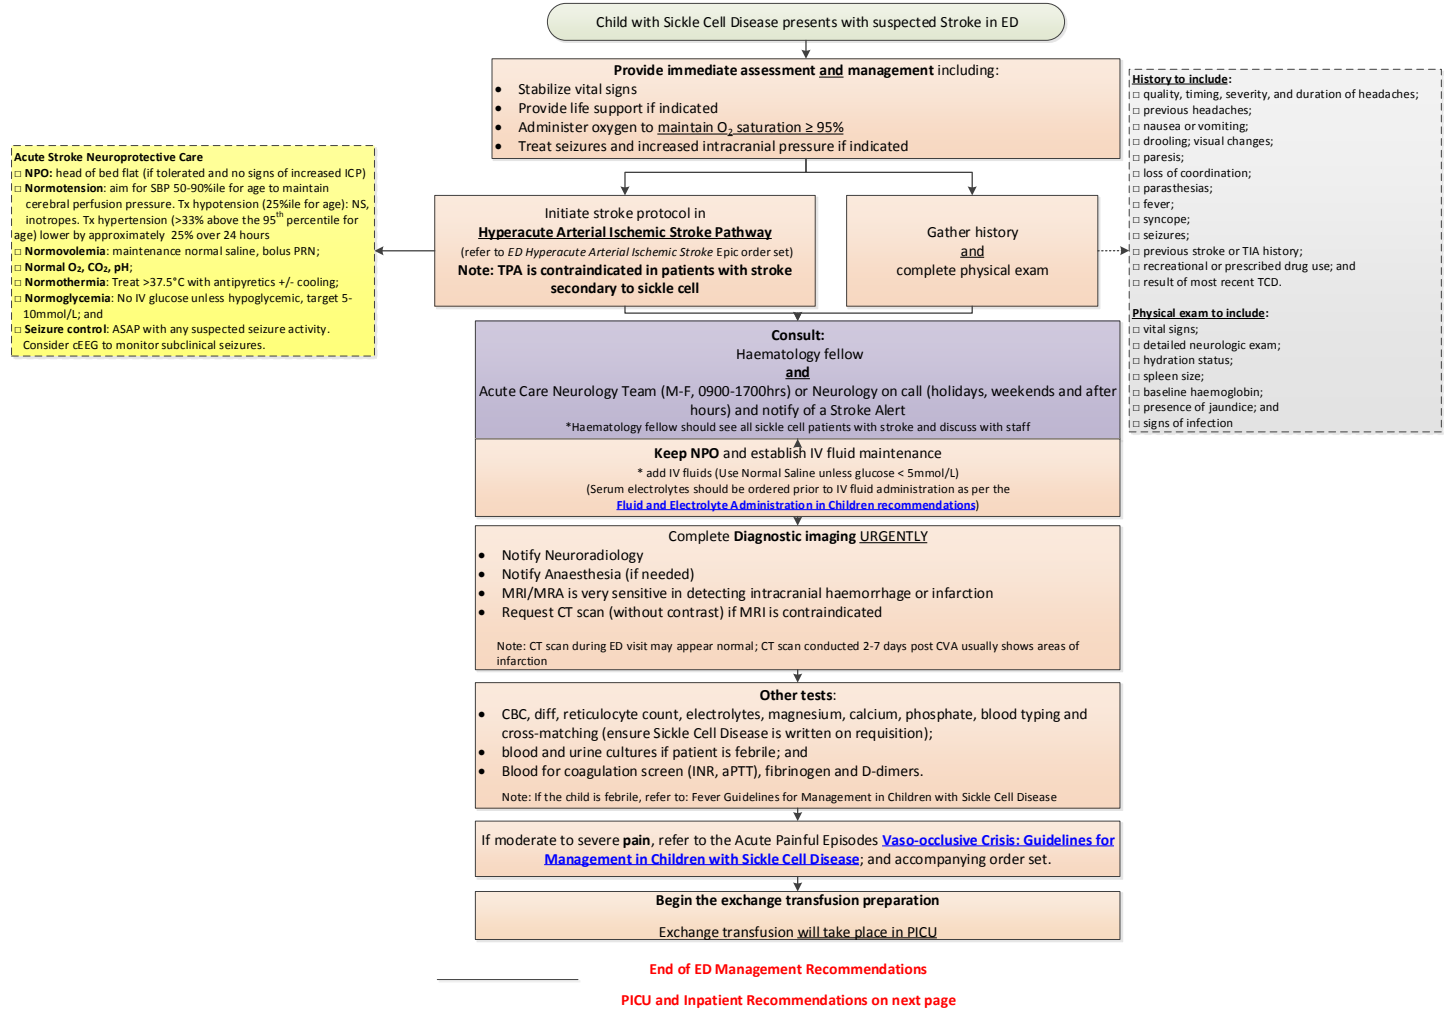 Child with Sickle Cell Disease presents with suspected Stroke in ED
Provide immediate assessment and management including:
• Stabilize vital signs
• Provide life support if indicated
• Administer oxygen to maintain O₂ saturation ≥ 95%
• Treat seizures and increased intracranial pressure if indicated
History to include:
□ quality, timing, severity, and duration of headaches;
□ previous headaches;
□ nausea or vomiting;
□ drooling; visual changes;
□ paresis;
□ loss of coordination;
□ parasthesias;
□ fever;
□ syncope;
□ seizures;
□ previous stroke or TIA history;
□ recreational or prescribed drug use; and
□ result of most recent TCD.
Physical exam to include:
□ vital signs;
□ detailed neurologic exam;
□ hydration status;
□ spleen size;
□ baseline haemoglobin;
□ presence of jaundice; and
□ signs of infection
Acute Stroke Neuroprotective Care
□ NPO: head of bed flat (if tolerated and no signs of increased ICP)
□ Normotension: aim for SBP 50-90%ile for age to maintain
cerebral perfusion pressure. Tx hypotention (25%ile for age): NS,
inotropes. Tx hypertension (>33% above the 95th percentile for
age) lower by approximately 25% over 24 hours
□ Normovolemia: maintenance normal saline, bolus PRN;
□ Normal O₂, CO₂, pH;
□ Normothermia: Treat >37.5°C with antipyretics +/- cooling;
□ Normoglycemia: No IV glucose unless hypoglycemic, target 5-
10mmol/L; and
□ Seizure control: ASAP with any suspected seizure activity.
Consider cEEG to monitor subclinical seizures.
Initiate stroke protocol in
Hyperacute Arterial Ischemic Stroke Pathway
(refer to ED Hyperacute Arterial Ischemic Stroke Epic order set)
Note: TPA is contraindicated in patients with stroke
secondary to sickle cell
Gather history
and
complete physical exam
Consult:
Haematology fellow
and
Acute Care Neurology Team (M-F, 0900-1700hrs) or Neurology on call (holidays, weekends and after
hours) and notify of a Stroke Alert
*Haematology fellow should see all sickle cell patients with stroke and discuss with staff
Keep NPO and establish IV fluid maintenance
* add IV fluids (Use Normal Saline unless glucose < 5mmol/L)
(Serum electrolytes should be ordered prior to IV fluid administration as per the
Fluid and Electrolyte Administration in Children recommendations)
Complete Diagnostic imaging URGENTLY
• Notify Neuroradiology
• Notify Anaesthesia (if needed)
• MRI/MRA is very sensitive in detecting intracranial haemorrhage or infarction
• Request CT scan (without contrast) if MRI is contraindicated
Note: CT scan during ED visit may appear normal; CT scan conducted 2-7 days post CVA usually shows areas of
infarction
Other tests:
• CBC, diff, reticulocyte count, electrolytes, magnesium, calcium, phosphate, blood typing and
cross-matching (ensure Sickle Cell Disease is written on requisition);
• blood and urine cultures if patient is febrile; and
• Blood for coagulation screen (INR, aPTT), fibrinogen and D-dimers.
Note: If the child is febrile, refer to: Fever Guidelines for Management in Children with Sickle Cell Disease
If moderate to severe pain, refer to the Acute Painful Episodes Vaso-occlusive Crisis: Guidelines for
Management in Children with Sickle Cell Disease; and accompanying order set.
Begin the exchange transfusion preparation
Exchange transfusion will take place in PICU
End of ED Management Recommendations
PICU and Inpatient Recommendations on next page